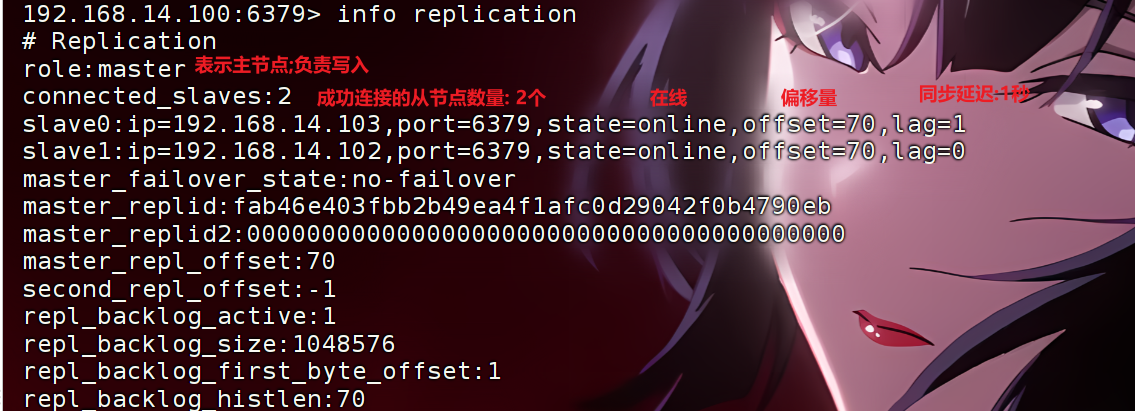 192.168.14.100:6379> info replication
# Replication
role:master 表示主节点;负责写入
connected_slaves:2 成功连接的从节点数量: 2个 在线 偏移量 同步延迟:1秒
slave0:ip=192.168.14.103,port=6379,state=online,offset=70,lag=1
slave1:ip=192.168.14.102,port=6379,state=online,offset=70,lag=0
master_failover_state:no-failover
master_replid:fab46e403fbb2b49ea4f1afc0d29042f0b4790eb
master_replid2:0000000000000000000000000000000000000000
master_repl_offset:70
second_repl_offset:-1
repl_backlog_active:1
repl_backlog_size:1048576
repl_backlog_first_byte_offset:1
repl_backlog_histlen:70